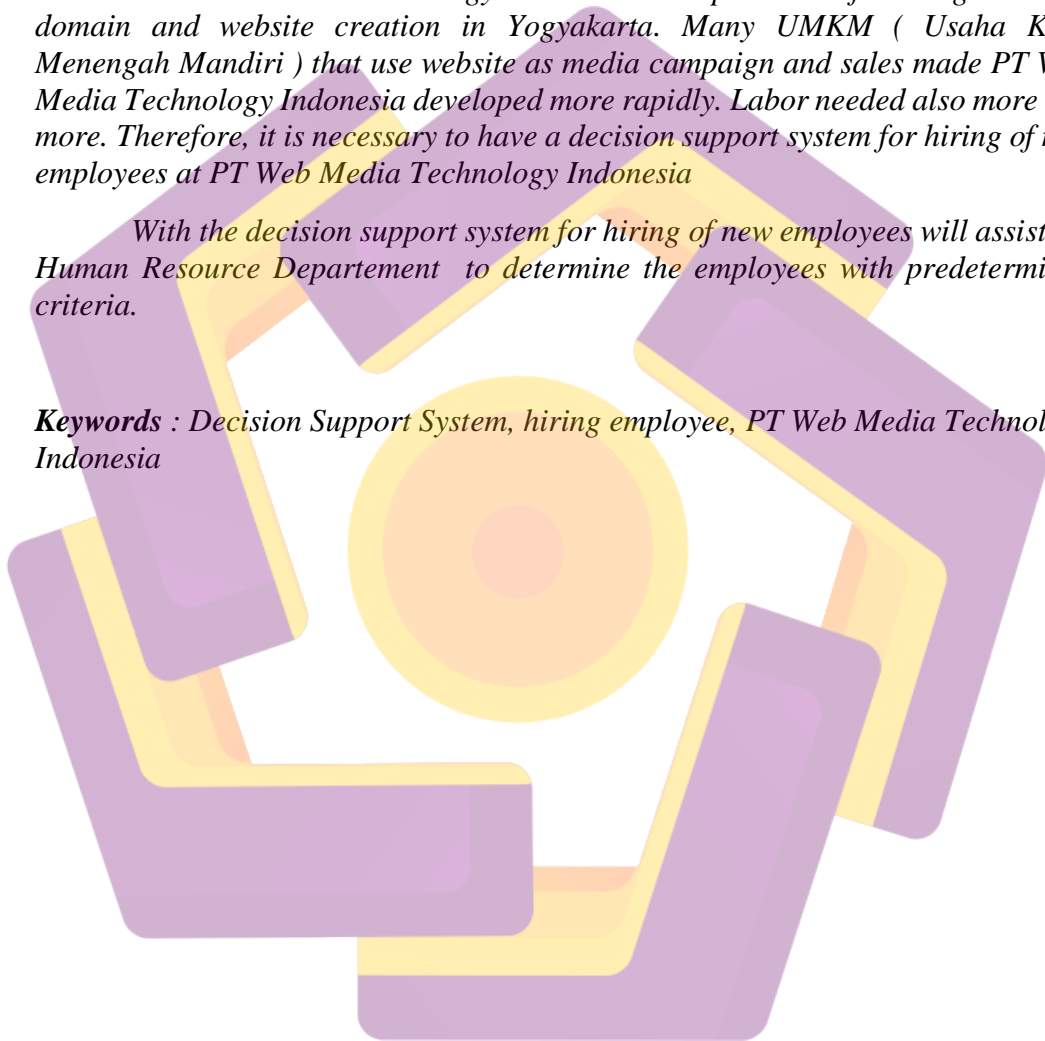 domain and website creation in Yogyakarta. Many UMKM ( Usaha K
Menengah Mandiri ) that use website as media campaign and sales made PT
Media Technology Indonesia developed more rapidly. Labor needed also more
more. Therefore, it is necessary to have a decision support system for hiring of
employees at PT Web Media Technology Indonesia
With the decision support system for hiring of new employees will assist
Human Resource Departement to determine the employees with predetermi
criteria.
Keywords : Decision Support System, hiring employee, PT Web Media Technol
Indonesia